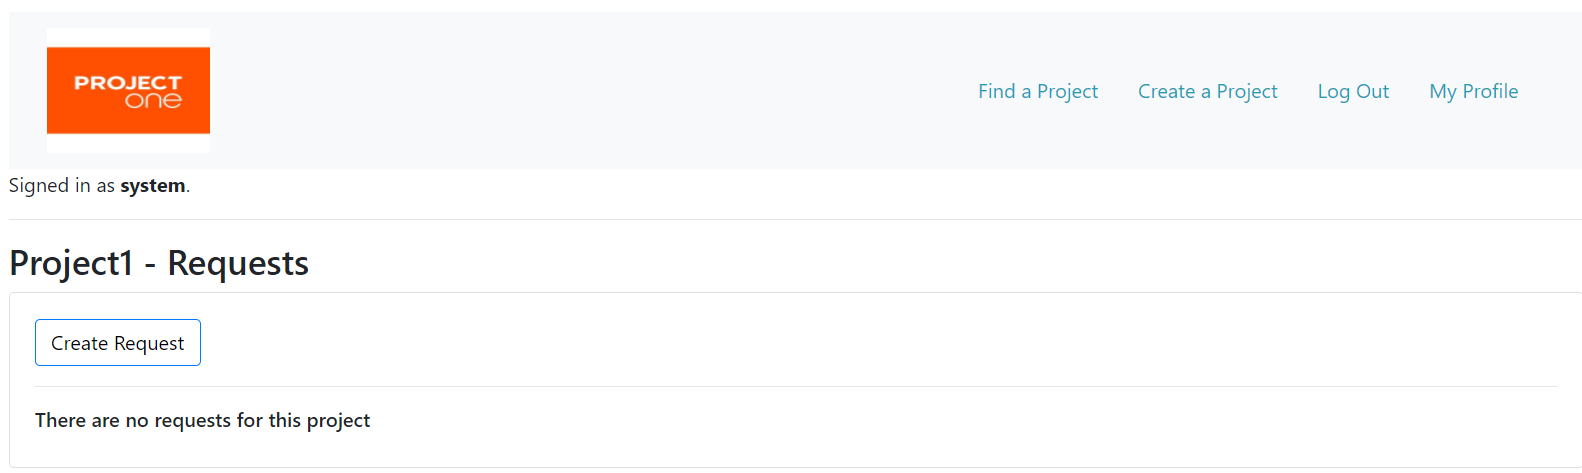 PROJECT
one
Find a Project Create a Project Log Out My Profile
Signed in as system.
Project1 - Requests
Create Request
There are no requests for this project